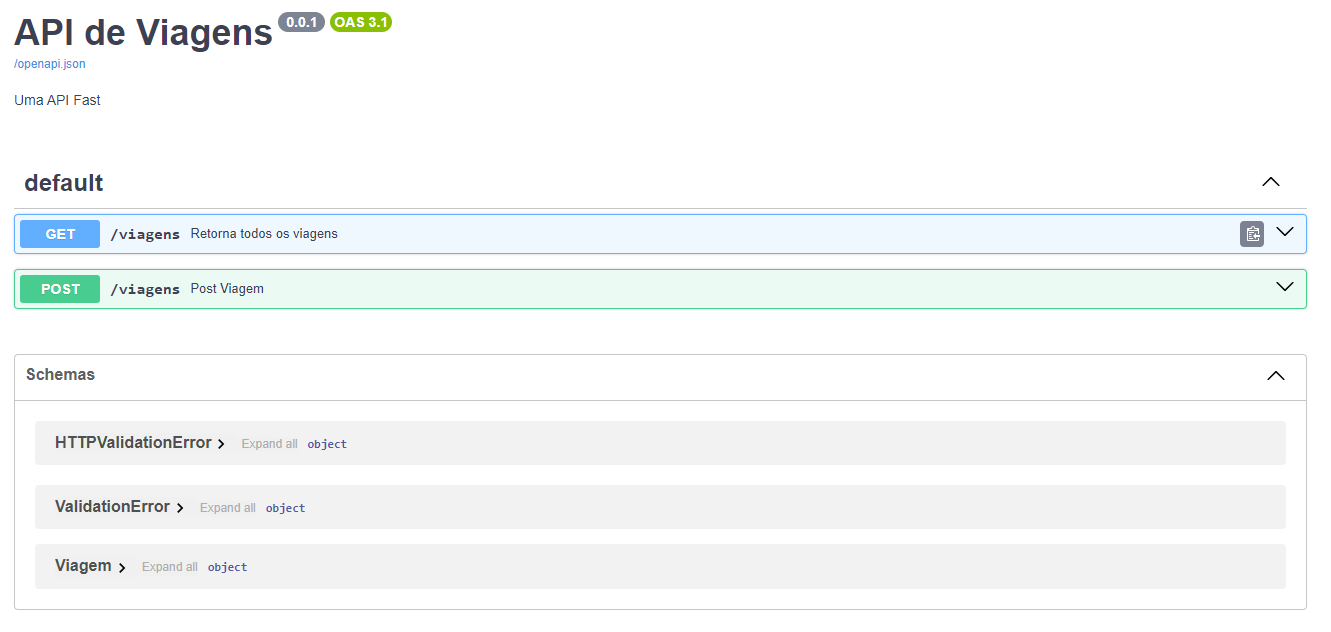 API de Viagens 0.0.1 OAS 3.1
/openapi.json
Uma API Fast
default
GET /viagens Retorna todos os viagens
POST /viagens Post Viagem
Schemas
HTTPValidationError Expand all object
ValidationError Expand all object
Viagem Expand all object